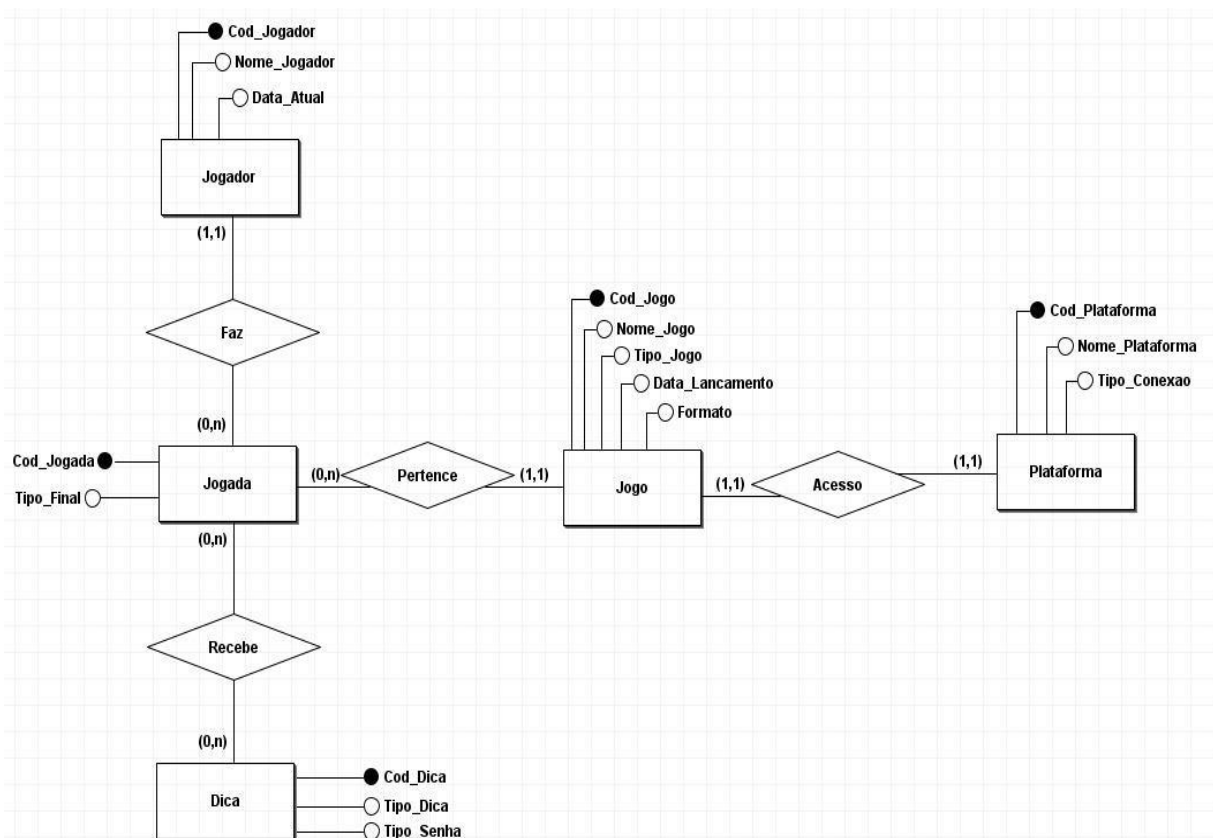 Cod_Jogador
Nome_Jogador
Data_Atual
Jogador
(1,1)
Faz
(0,n)
Cod_Jogada
Tipo_Final
Jogada
(0,n)
Pertence
(1,1)
Cod_Jogo
Nome_Jogo
Tipo_Jogo
Data_Lancamento
Formato
Jogo
(1,1)
Acesso
(1,1)
Cod_Plataforma
Nome_Plataforma
Tipo_Conexao
Plataforma
(0,n)
Recebe
(0,n)
Dica
Cod_Dica
Tipo_Dica
Tipo_Senha